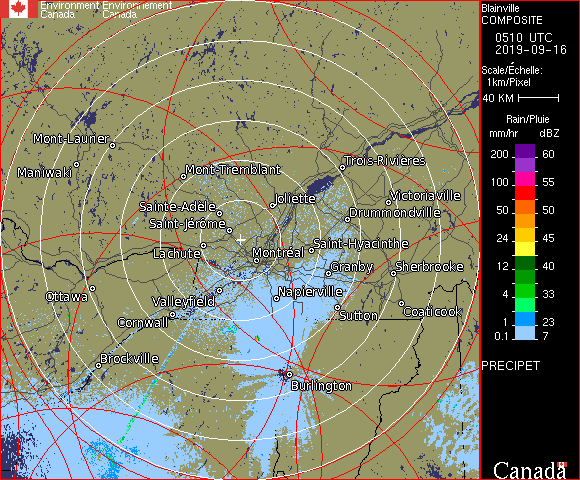 Environment Environnement
Canada Canada
Blainville
COMPOSITE
0510 UTC
2019-09-16
Scale/Échelle:
1km/Pixel
40 KM
Rain/Pluie
mm/hr dBZ
200 60
100 55
50 50
24 45
12 40
4 33
1 23
0.1 7
PRECIPET
Mont-Laurier
Maniwaki
Mont-Tremblant
Trois-Rivières
Sainte-Adele
Joliette
Victoriaville
Saint-Jérôme
Drummondville
Lachute
Montréal
Saint-Hyacinthe
Granby
Sherbrooke
Ottawa
Valleyfield
Napierville
Cornwall
Sutton
Coaticook
Brockville
Burlington
Canada